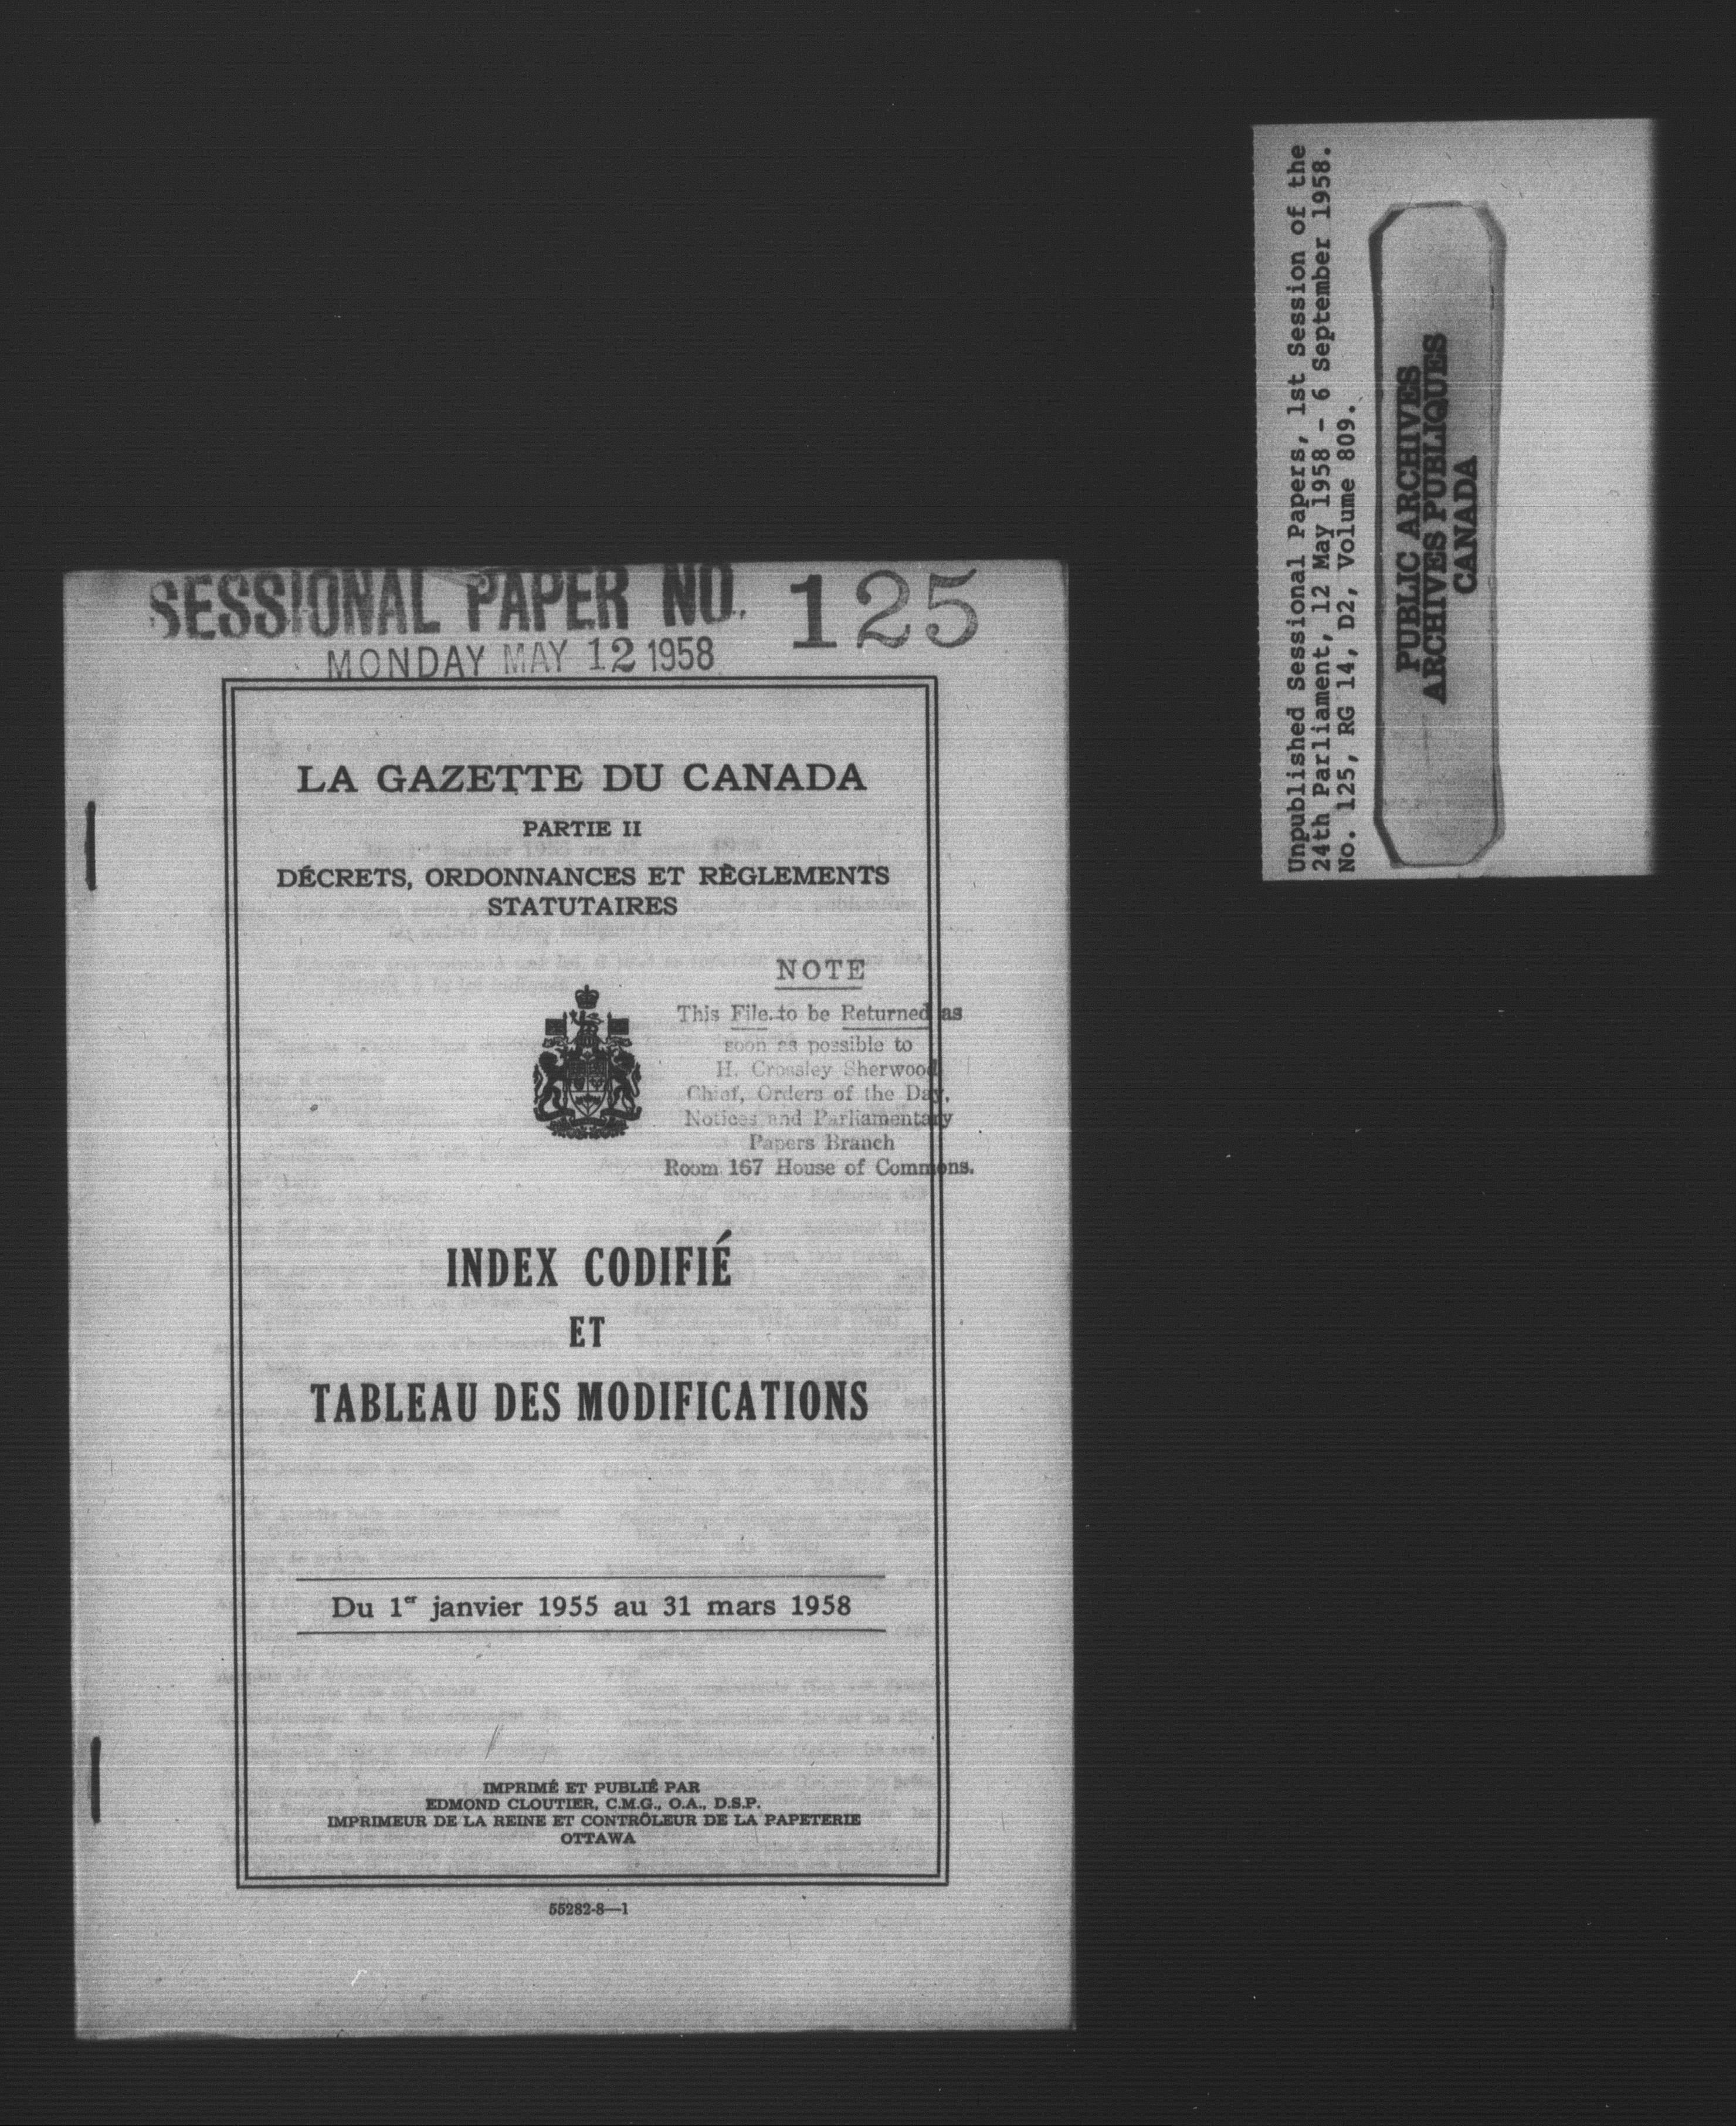 SESSIONAL PAPER NO. 125
MONDAY MAY 12 1958
LA GAZETTE DU CANADA
PARTIE II
DÉCRETS, ORDONNANCES ET RÈGLEMENTS
STATUTAIRES
NOTE
This File to be Returned as
soon as possible to
H. Crossley Sherwood
Chief, Orders of the Day,
Notices and Parliamentary
Papers Branch
Room 167 House of Commons.
INDEX CODIFIÉ
ET
TABLEAU DES MODIFICATIONS
Du 1er janvier 1955 au 31 mars 1958
IMPRIMÉ ET PUBLIÉ PAR
EDMOND CLOUTIER, C.M.G., O.A., D.S.P.
IMPRIMEUR DE LA REINE ET CONTRÔLEUR DE LA PAPETERIE
OTTAWA
55282-8—1
Unpublished Sessional Papers, 1st Session of the
24th Parliament, 12 May 1958 - 6 September 1958.
No. 125, RG 14, D2, Volume 809.
PUBLIC ARCHIVES
ARCHIVES PUBLIQUES
CANADA